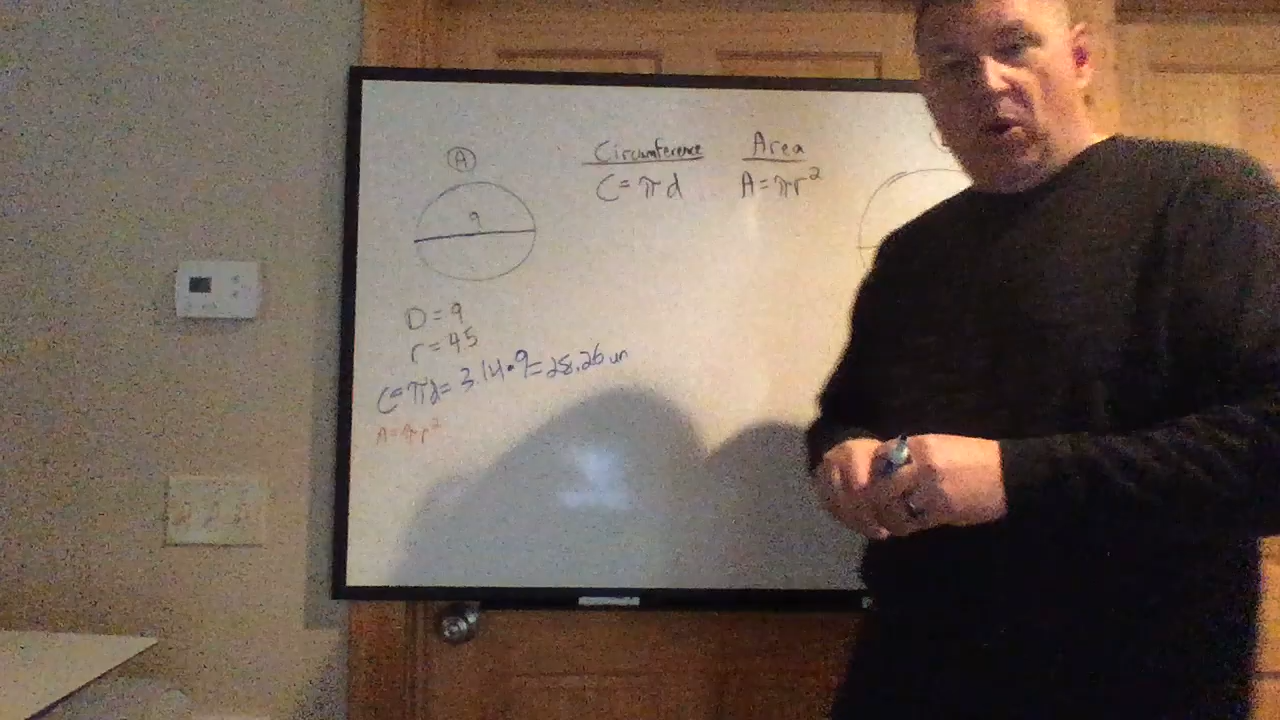 A
Circumference
Area
C = πd
A = πr²
9
D = 9
r = 4.5
C = πd = 3.14 • 9 = 28.26 un
A = πr²